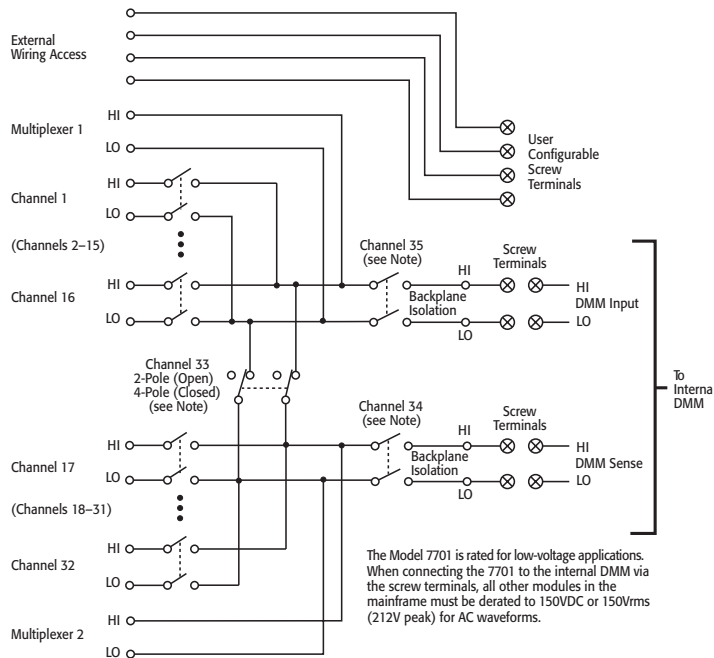 External
Wiring Access
HI
Multiplexer 1
LO
User
Configurable
Screw
Terminals
HI
Channel 1
LO
(Channels 2–15)
Channel 35
(see Note)
Screw
Terminals
HI
Channel 16
LO
HI
Backplane
Isolation
LO
HI
DMM Input
LO
Channel 33
2-Pole (Open)
4-Pole (Closed)
(see Note)
To
Interna
DMM
Channel 34
(see Note)
Screw
Terminals
HI
Channel 17
LO
HI
Backplane
Isolation
LO
HI
DMM Sense
LO
(Channels 18–31)
HI
Channel 32
LO
The Model 7701 is rated for low-voltage applications.
When connecting the 7701 to the internal DMM via
the screw terminals, all other modules in the
mainframe must be derated to 150VDC or 150Vrms
(212V peak) for AC waveforms.
HI
Multiplexer 2
LO